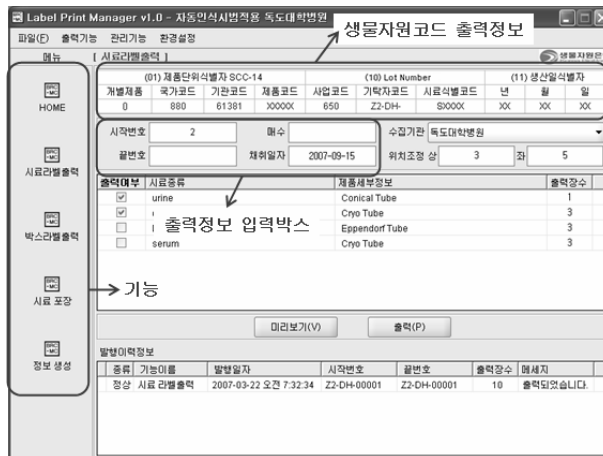 Label Print Manager v1.0 - 자동인식시범적용 독도대학병원
생물자원코드 출력정보
파일(F) 출력기능 관리기능 환경설정
메뉴 [ 시료라벨출력 ] 생물자원은
(01) 제품단위식별자 SCC-14 (10) Lot Number (11) 생산일식별자
개별제품 국가코드 기관코드 제품코드 사업코드 기탁자코드 시료식별코드 년 월 일
0 880 61381 XXXXX 650 Z2-DH- SXXXX XX XX XX
HOME
시작번호 2 매수 수집기관 독도대학병원
끝번호 채취일자 2007-09-15 위치조정 상 3 좌 5
시료라벨출력
출력여부 시료종류 제품세부정보 출력장수
urine Conical Tube 1
Cryo Tube 3
출력정보 입력박스
Eppendorf Tube 3
serum Cryo Tube 3
박스라벨출력
기능
시료 포장
미리보기(V) 출력(P)
정보 생성
발행이력정보
종류 기능이름 발행일자 시작번호 끝번호 출력장수 메세지
정상 시료 라벨출력 2007-03-22 오전 7:32:34 Z2-DH-00001 Z2-DH-00001 10 출력되었습니다.